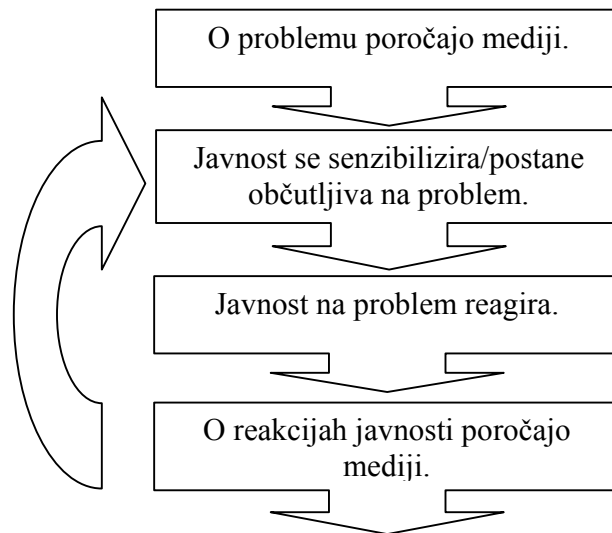 O problemu poročajo mediji.
Javnost se senzibilizira/postane
občutljiva na problem.
Javnost na problem reagira.
O reakcijah javnosti poročajo
mediji.